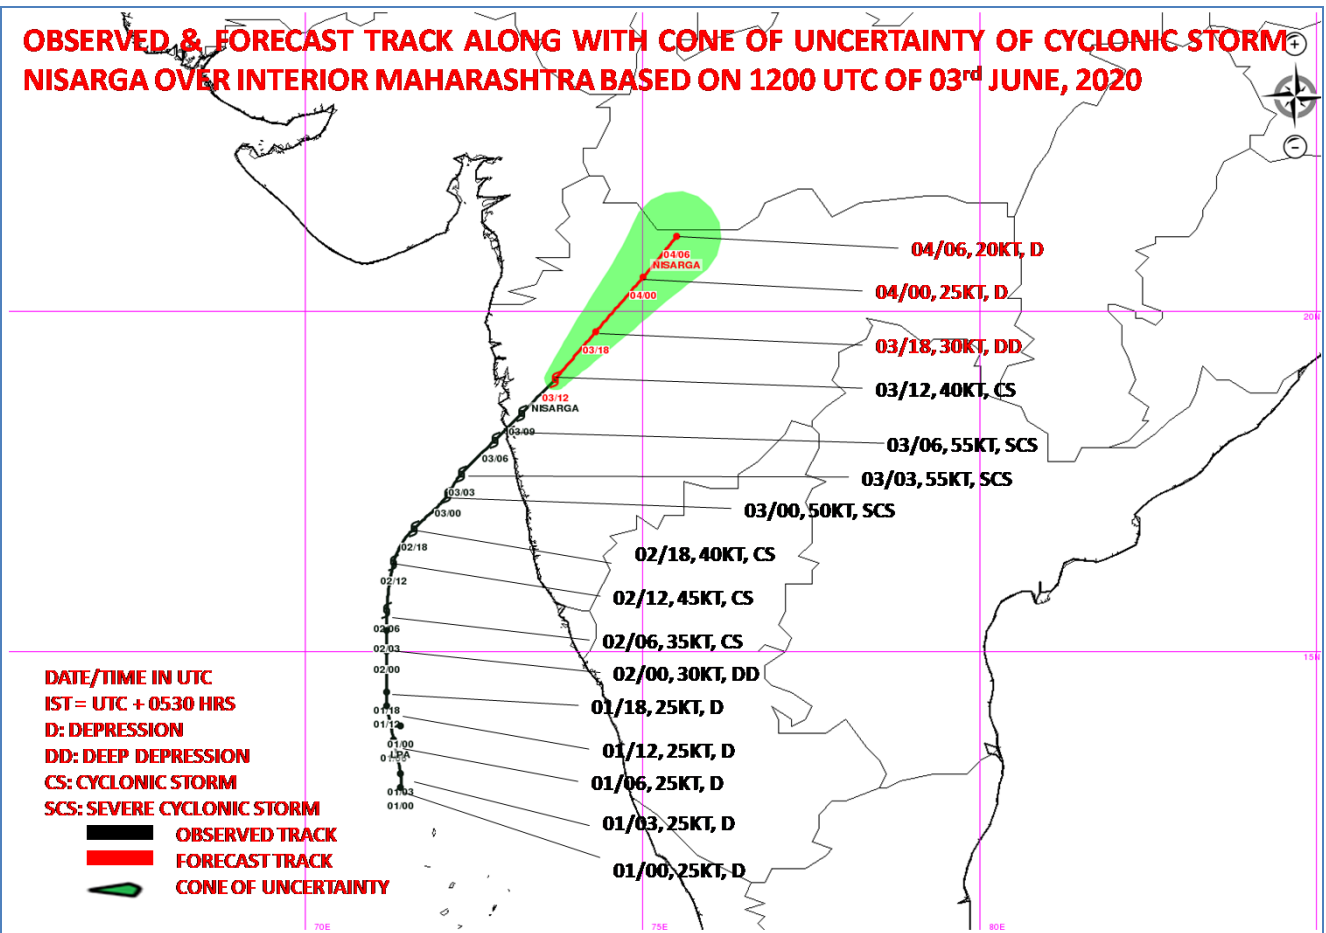 OBSERVED & FORECAST TRACK ALONG WITH CONE OF UNCERTAINTY OF CYCLONIC STORM
NISARGA OVER INTERIOR MAHARASHTRA BASED ON 1200 UTC OF 03rd JUNE, 2020
04/06, 20KT, D
04/06
NISARGA
04/00, 25KT, D
04/00
20N
03/18, 30KT, DD
03/18
03/12, 40KT, CS
03/12
NISARGA
03/09
03/06, 55KT, SCS
03/06
03/03, 55KT, SCS
03/03
03/00, 50KT, SCS
03/00
02/18, 40KT, CS
02/18
02/12, 45KT, CS
02/12
02/06, 35KT, CS
02/06
02/03
15N
02/00, 30KT, DD
02/00
01/18, 25KT, D
01/18
01/12
01/12, 25KT, D
01/00
LPA
01/06, 25KT, D
01/03
01/00
01/03, 25KT, D
01/00, 25KT, D
DATE/TIME IN UTC
IST = UTC + 0530 HRS
D: DEPRESSION
DD: DEEP DEPRESSION
CS: CYCLONIC STORM
SCS: SEVERE CYCLONIC STORM
OBSERVED TRACK
FORECAST TRACK
CONE OF UNCERTAINTY
70E
75E
80E